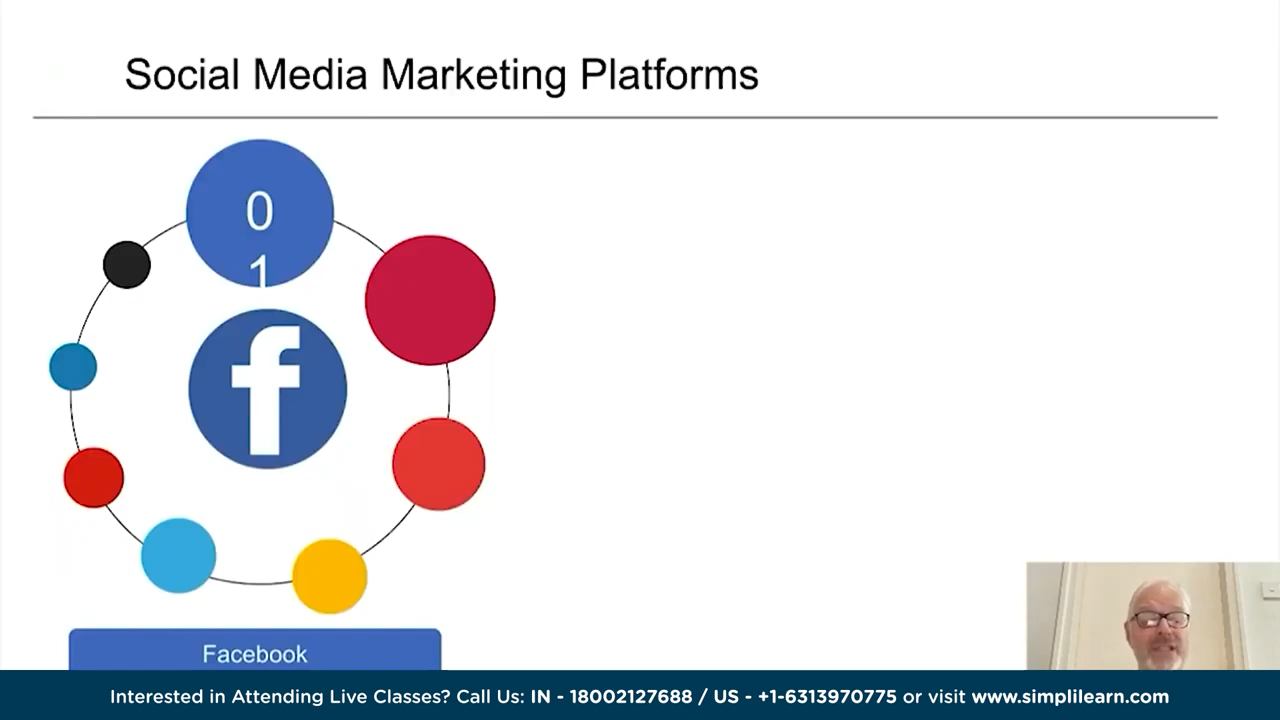 Social Media Marketing Platforms
0
1
f
Facebook
Interested in Attending Live Classes? Call Us: IN - 18002127688 / US - +1-6313970775 or visit www.simplilearn.com